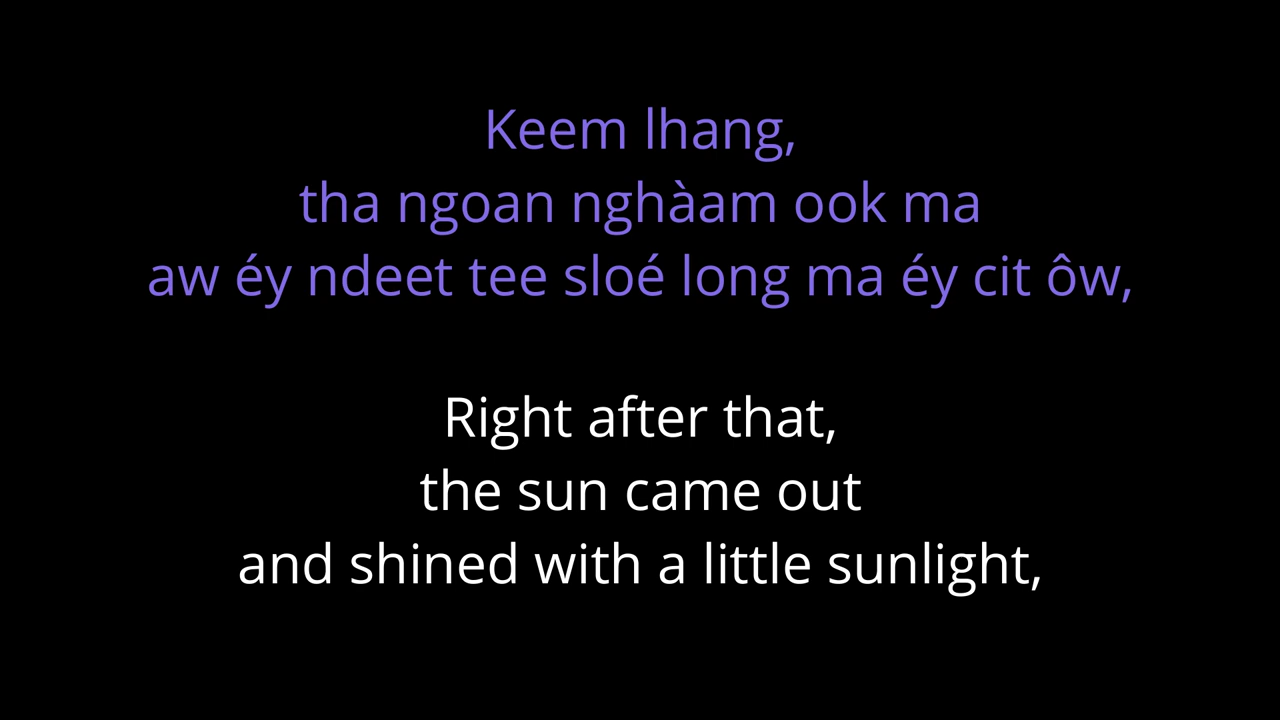 Keem lhang,
tha ngoan nghàam ook ma
aw éy ndeet tee sloé long ma éy cit ôw,
Right after that,
the sun came out
and shined with a little sunlight,